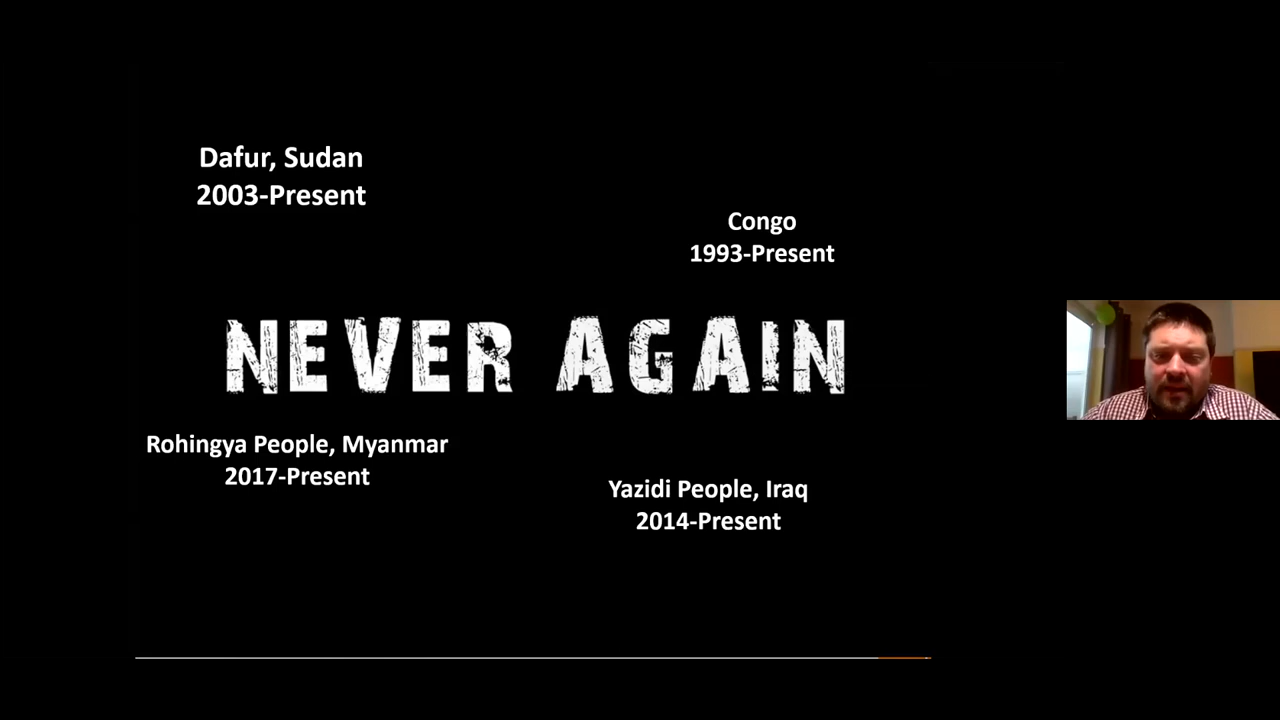 Dafur, Sudan
2003-Present
Congo
1993-Present
NEVER AGAIN
Rohingya People, Myanmar
2017-Present
Yazidi People, Iraq
2014-Present